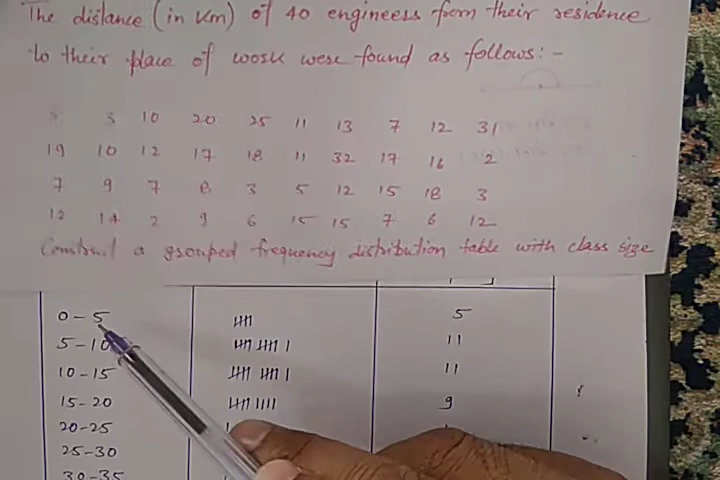 The distance (in km) of 40 engineers from their residence
to their place of work were found as follows:-
5 3 10 20 25 11 13 7 12 31
19 10 12 17 18 11 32 17 16 2
7 9 7 8 3 5 12 15 18 3
12 14 2 9 6 15 15 7 6 12
Construct a grouped frequency distribution table with class size
0-5 5
5-10 11
10-15 11
15-20 9
20-25
25-30
30-35